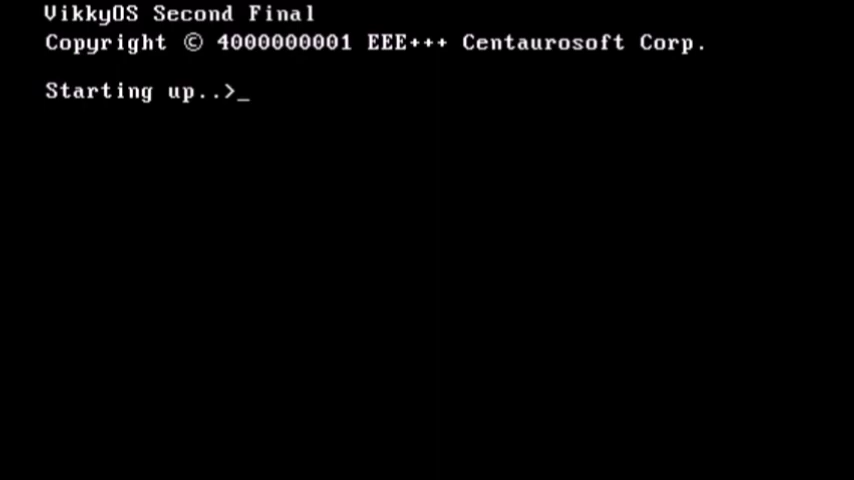 VikkyOS Second Final
Copyright © 4000000001 EEE+++ Centaurosoft Corp.
Starting up..>_